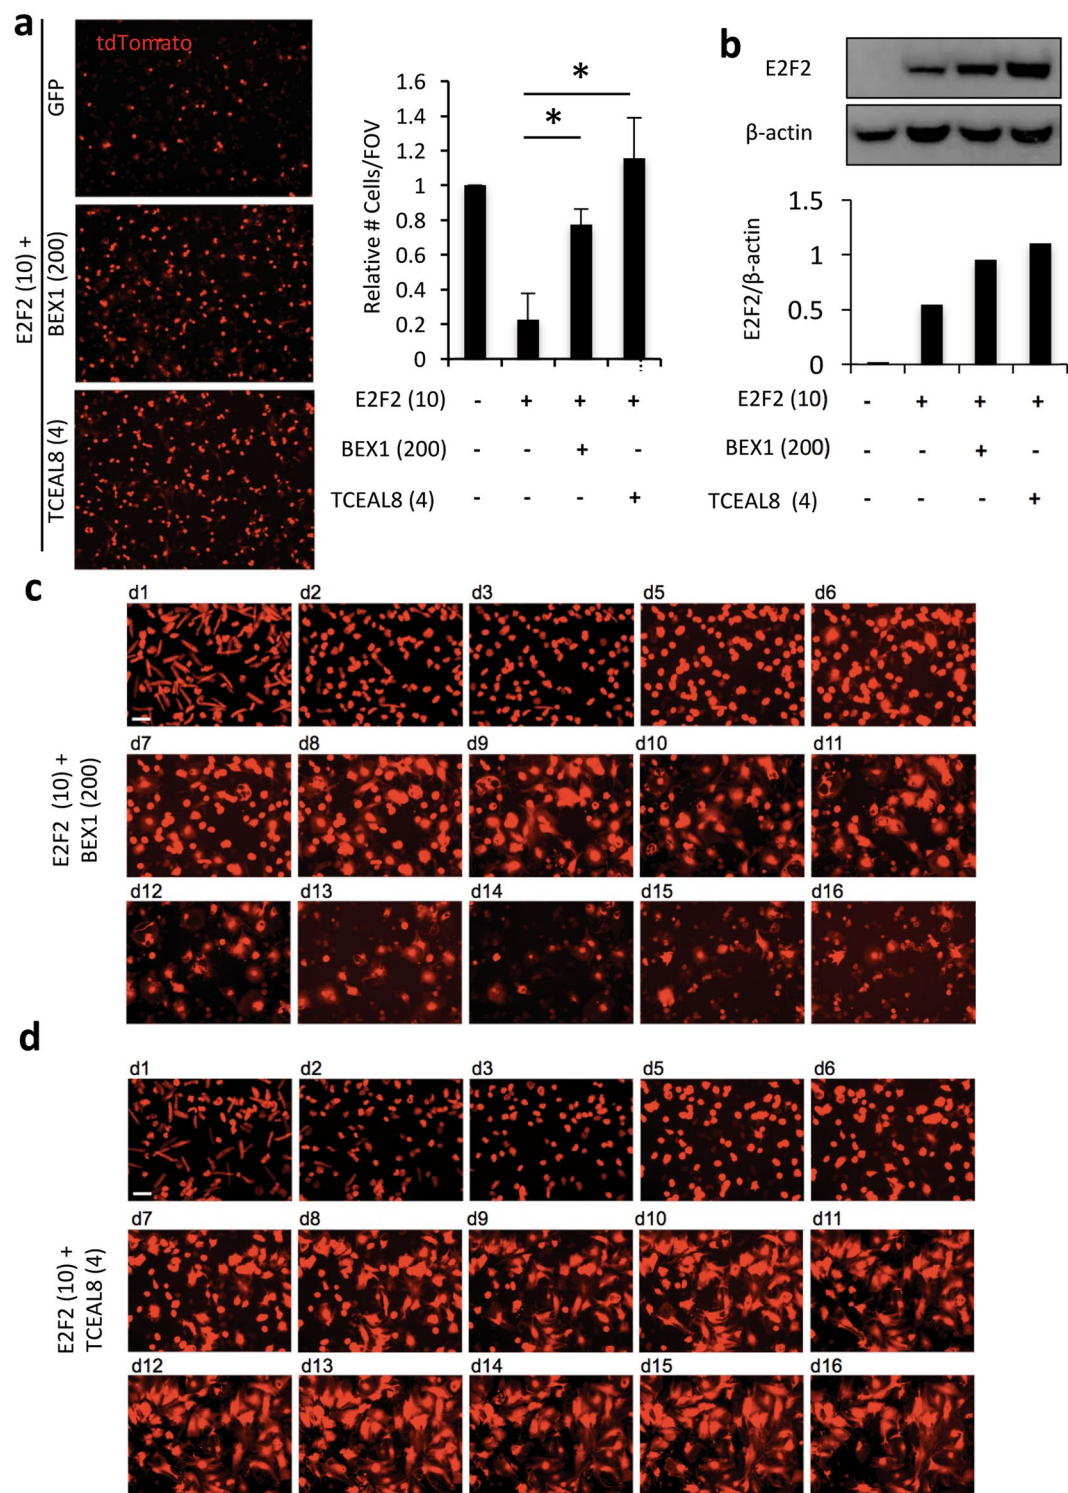 a
tdTomato
GFP
E2F2 (10) +
BEX1 (200)
TCEAL8 (4)
Relative # Cells/FOV
1.6
1.4
1.2
1
0.8
0.6
0.4
0.2
0
*
*
E2F2 (10) - + + +
BEX1 (200) - - + -
TCEAL8 (4) - - - +
b
E2F2
β-actin
E2F2/β-actin
1.5
1
0.5
0
E2F2 (10) - + + +
BEX1 (200) - - + -
TCEAL8 (4) - - - +
c
E2F2 (10) +
BEX1 (200)
d1 d2 d3 d5 d6
d7 d8 d9 d10 d11
d12 d13 d14 d15 d16
d
E2F2 (10) +
TCEAL8 (4)
d1 d2 d3 d5 d6
d7 d8 d9 d10 d11
d12 d13 d14 d15 d16